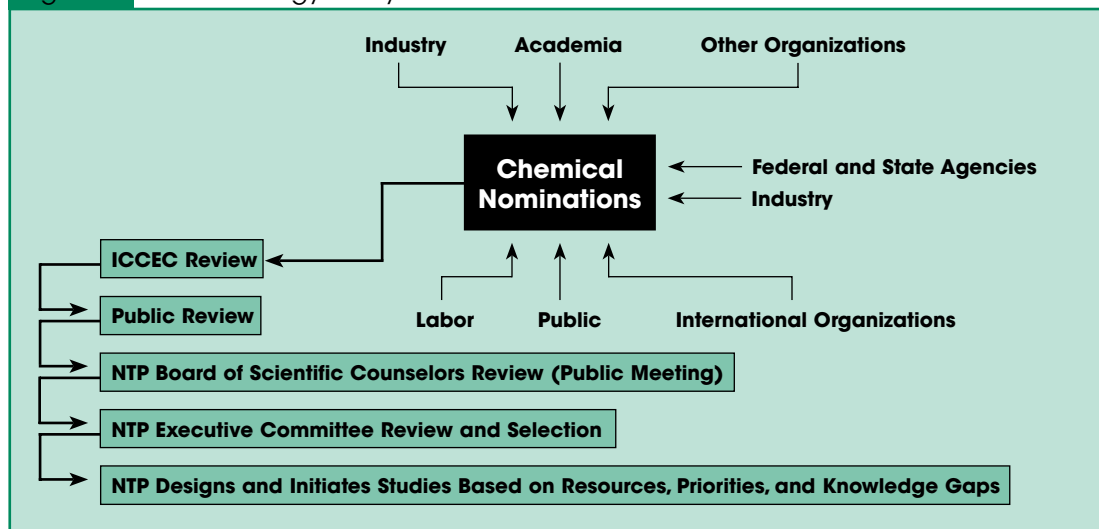 Industry
Academia
Other Organizations
Chemical
Nominations
Federal and State Agencies
Industry
ICCEC Review
Public Review
Labor
Public
International Organizations
NTP Board of Scientific Counselors Review (Public Meeting)
NTP Executive Committee Review and Selection
NTP Designs and Initiates Studies Based on Resources, Priorities, and Knowledge Gaps